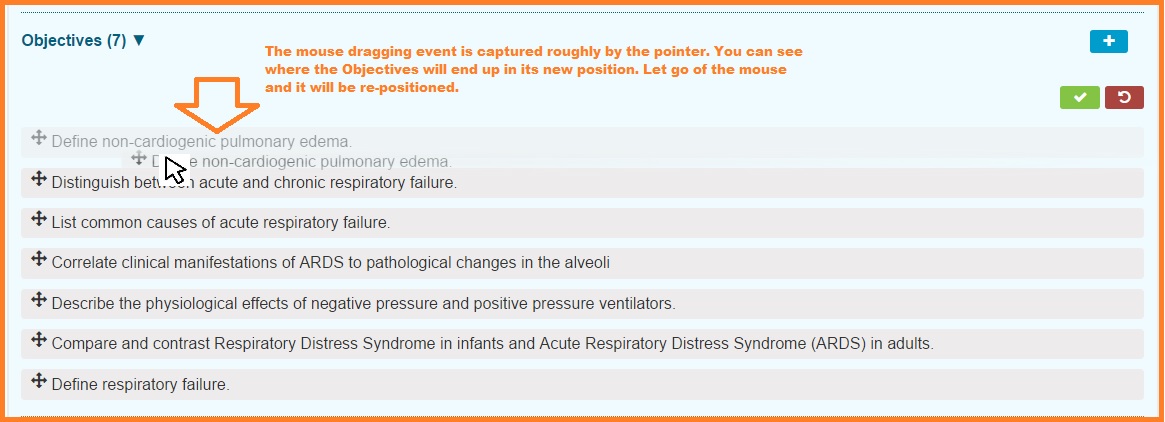 Objectives (7) ▼
The mouse dragging event is captured roughly by the pointer. You can see
where the Objectives will end up in its new position. Let go of the mouse
and it will be re-positioned.
Define non-cardiogenic pulmonary edema.
non-cardiogenic pulmonary edema.
Distinguish acute and chronic respiratory failure.
List common causes of acute respiratory failure.
Correlate clinical manifestations of ARDS to pathological changes in the alveoli
Describe the physiological effects of negative pressure and positive pressure ventilators.
Compare and contrast Respiratory Distress Syndrome in infants and Acute Respiratory Distress Syndrome (ARDS) in adults.
Define respiratory failure.